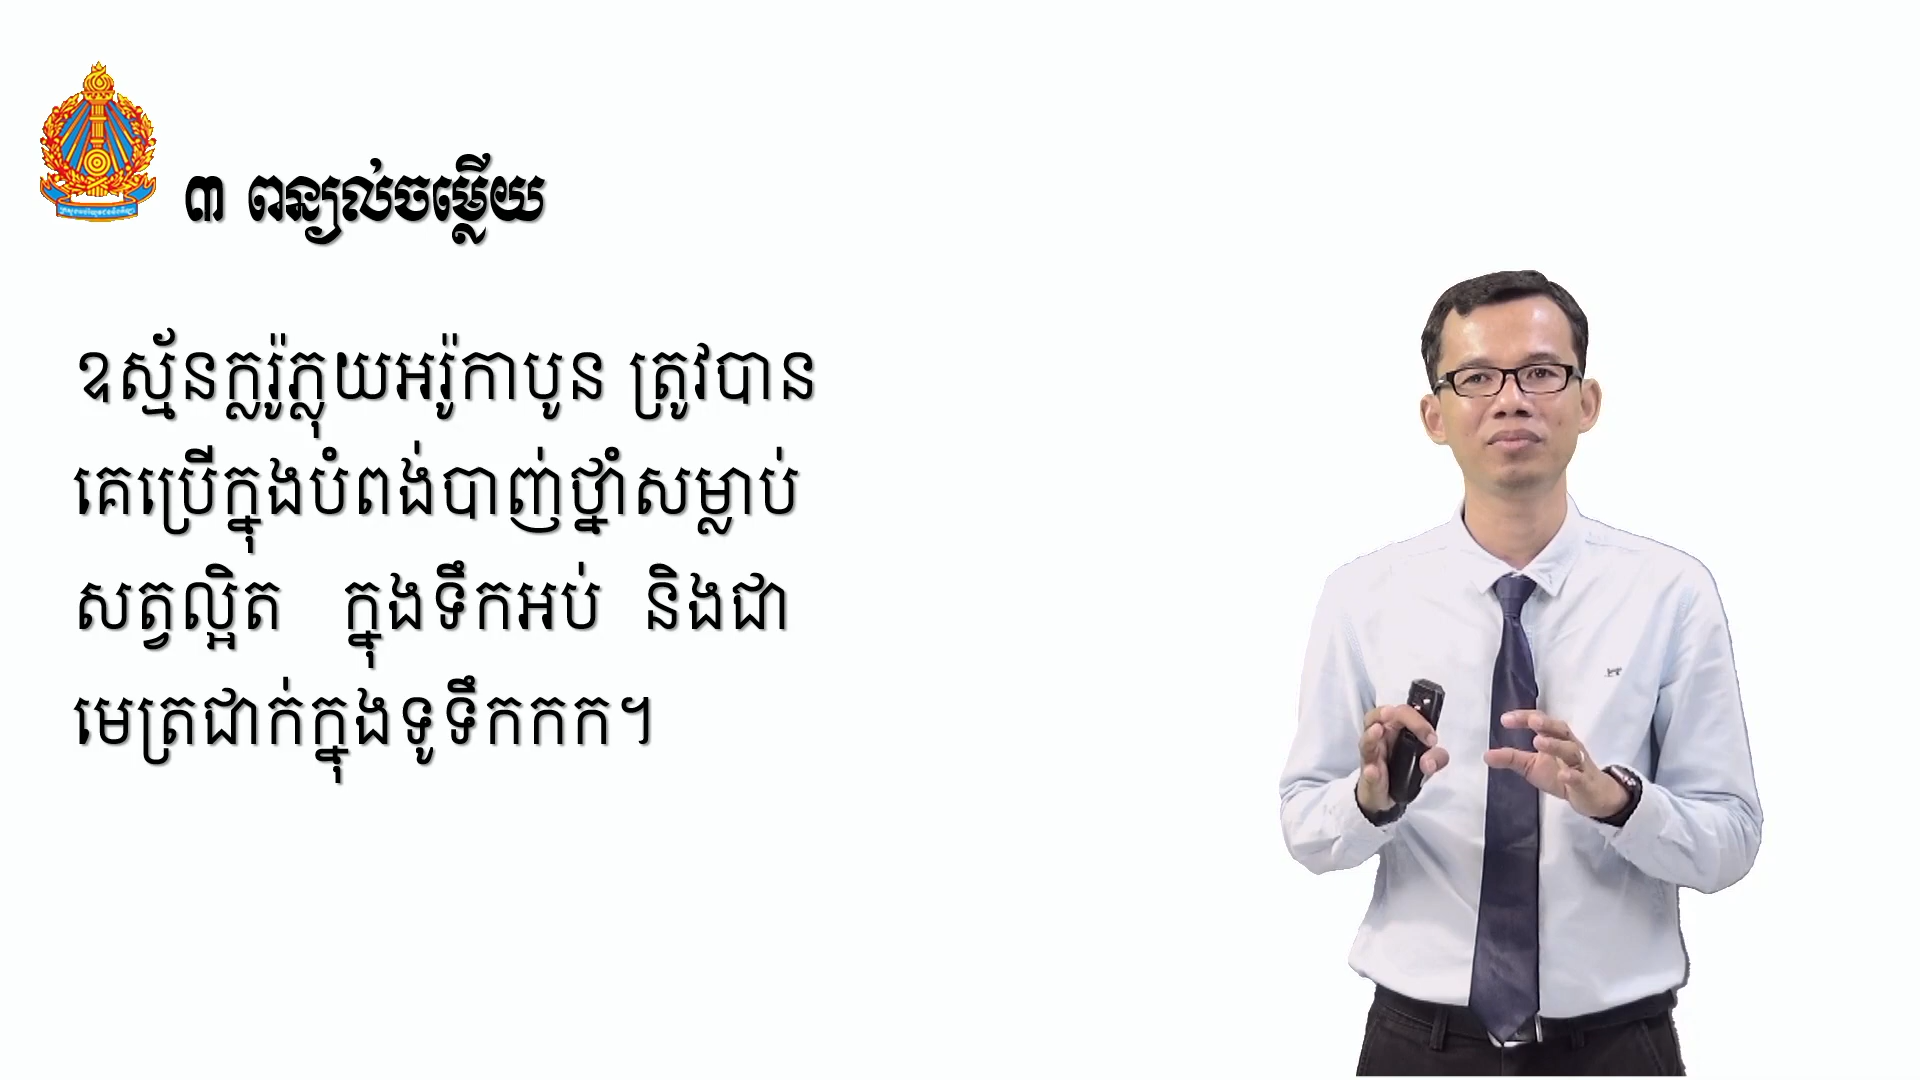 ៣ ពន្យល់ចម្លើយ
ឧស្ម័នក្លរ៉ូភ្លុយអរ៉ូកាបូន ត្រូវបាន
គេប្រើក្នុងបំពង់បាញ់ថ្នាំសម្លាប់
សត្វល្អិត ក្នុងទឹកអប់ និងជា
មេត្រជាក់ក្នុងទូទឹកកក។